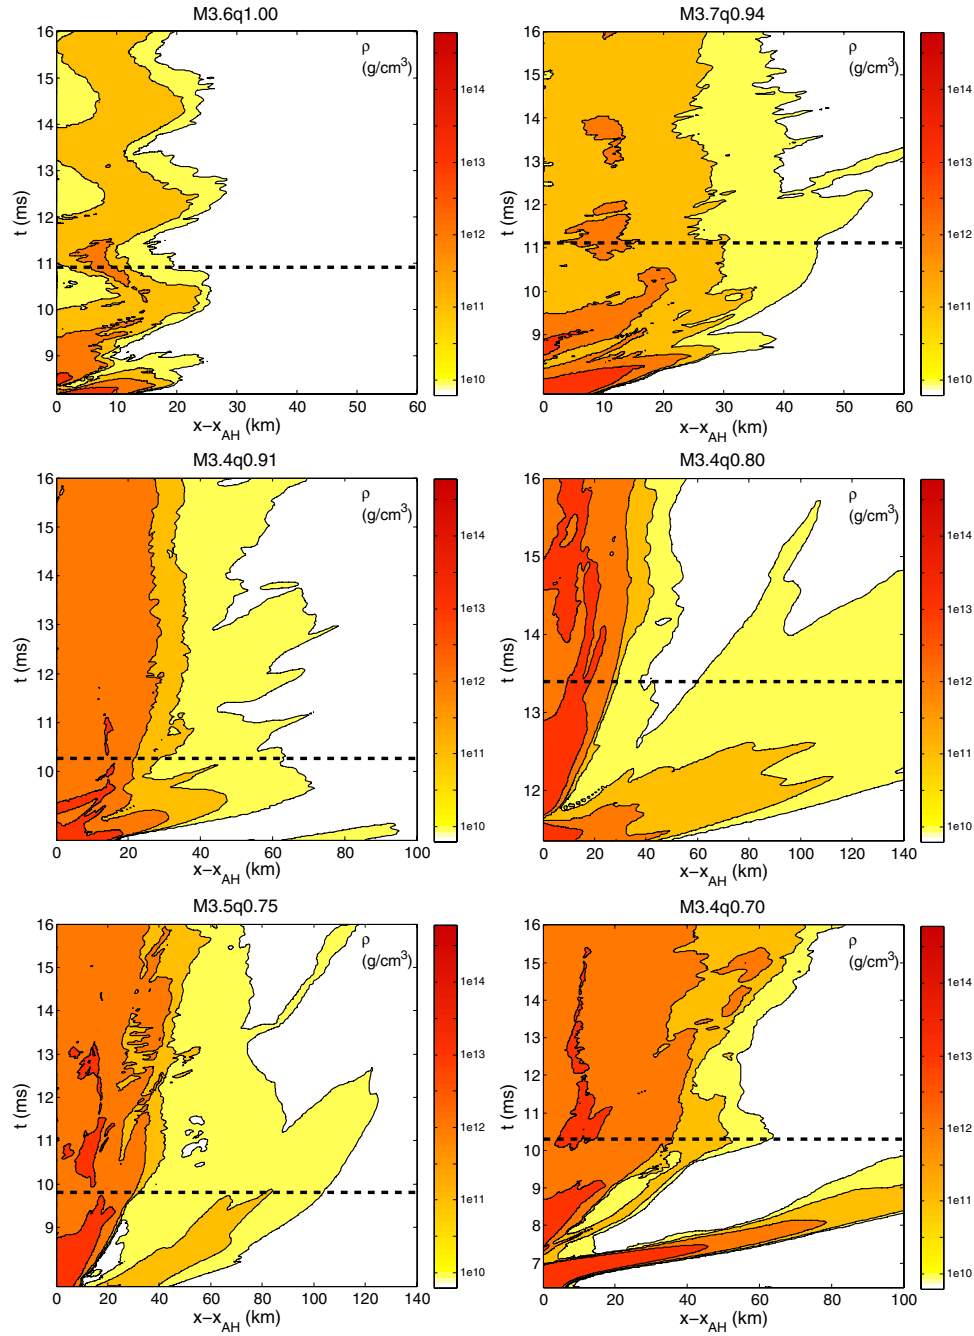 M3.6q1.00
ρ
(g/cm³)
16
15
14
13
12
11
10
9
t (ms)
0 10 20 30 40 50 60
x−x_AH (km)
1e14
1e13
1e12
1e11
1e10
M3.7q0.94
ρ
(g/cm³)
16
15
14
13
12
11
10
9
t (ms)
0 10 20 30 40 50 60
x−x_AH (km)
1e14
1e13
1e12
1e11
1e10
M3.4q0.91
ρ
(g/cm³)
16
15
14
13
12
11
10
t (ms)
0 20 40 60 80 100
x−x_AH (km)
1e14
1e13
1e12
1e11
1e10
M3.4q0.80
ρ
(g/cm³)
16
15
14
13
12
t (ms)
0 20 40 60 80 100 120 140
x−x_AH (km)
1e14
1e13
1e12
1e11
1e10
M3.5q0.75
ρ
(g/cm³)
16
15
14
13
12
11
10
9
t (ms)
0 20 40 60 80 100 120 140
x−x_AH (km)
1e14
1e13
1e12
1e11
1e10
M3.4q0.70
ρ
(g/cm³)
16
15
14
13
12
11
10
9
8
7
t (ms)
0 20 40 60 80 100
x−x_AH (km)
1e14
1e13
1e12
1e11
1e10